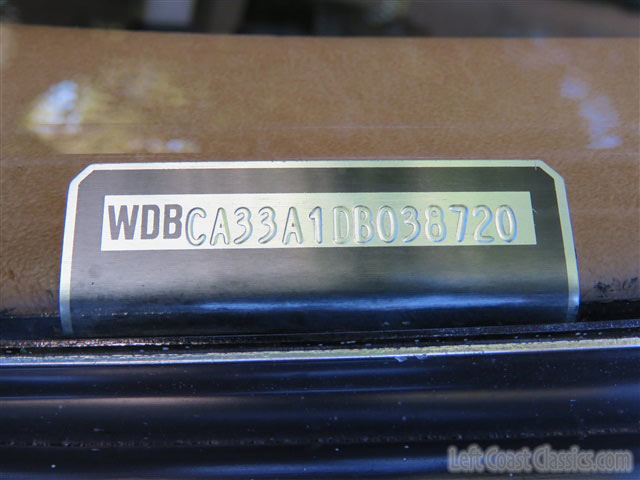 WDBCA33A1DB038720
Left Coast Classics.com